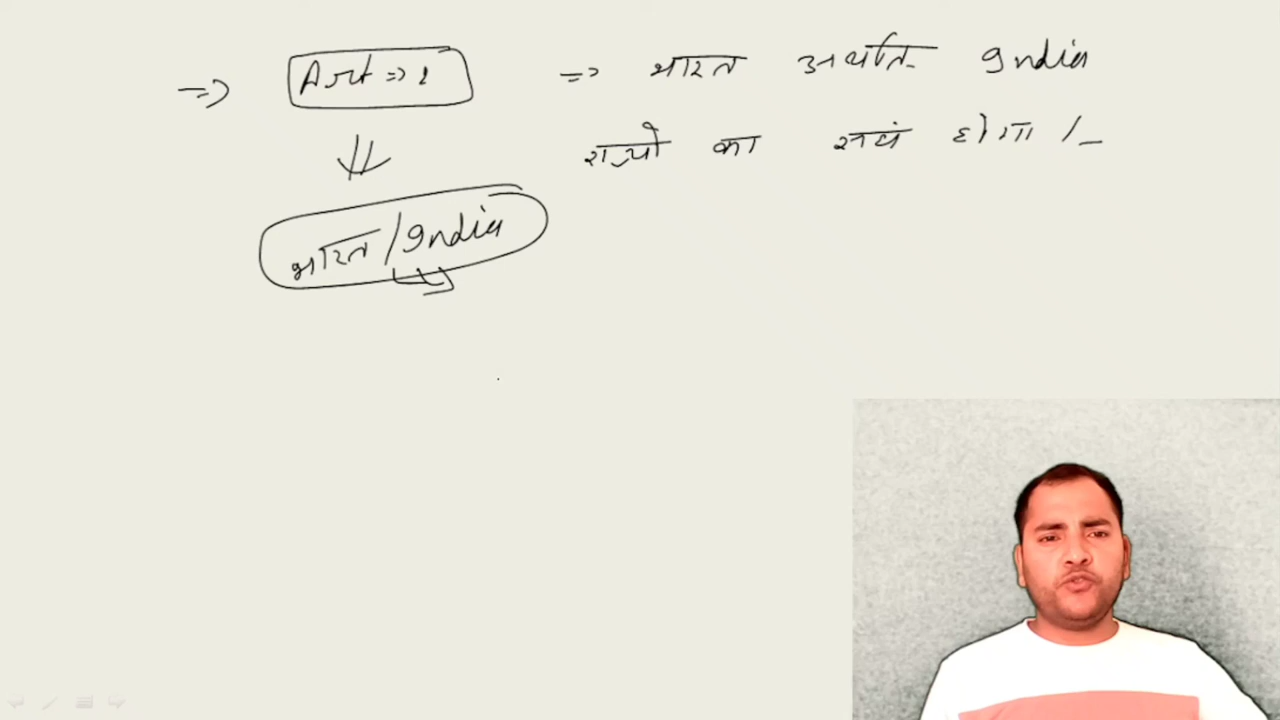 => Art => 1 => भारत अर्थात India
राज्यों का संघ होगा /-
भारत / India